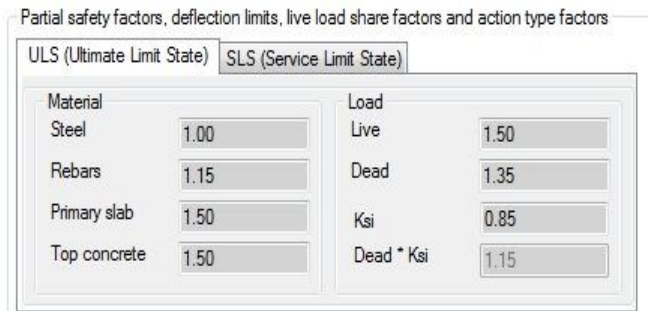 Partial safety factors, deflection limits, live load share factors and action type factors
ULS (Ultimate Limit State) SLS (Service Limit State)
Material
Steel 1.00
Rebars 1.15
Primary slab 1.50
Top concrete 1.50
Load
Live 1.50
Dead 1.35
Ksi 0.85
Dead * Ksi 1.15